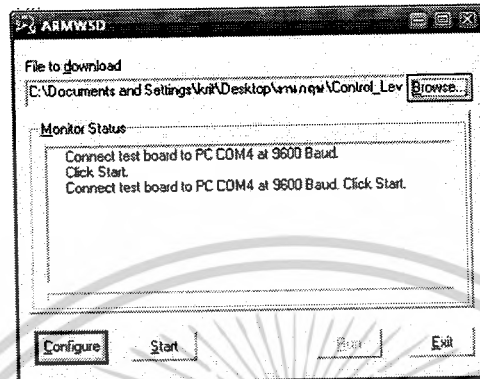 ARMWSD
File to download
C:\Documents and Settings\krit\Desktop\ \Control_Lev
Browse...
Monitor Status
Connect test board to PC COM4 at 9600 Baud.
Click Start.
Connect test board to PC COM4 at 9600 Baud. Click Start.
Configure
Start
Run
Exit